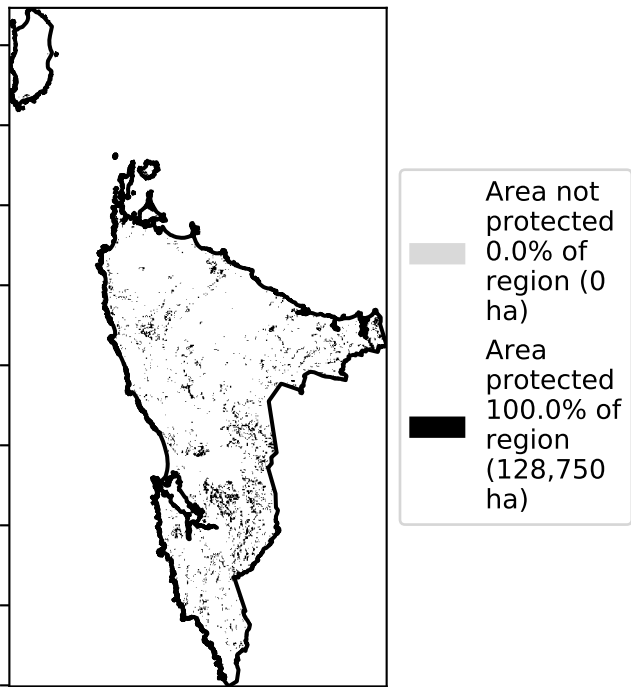 Area not
protected
0.0% of
region (0
ha)
Area
protected
100.0% of
region
(128,750
ha)